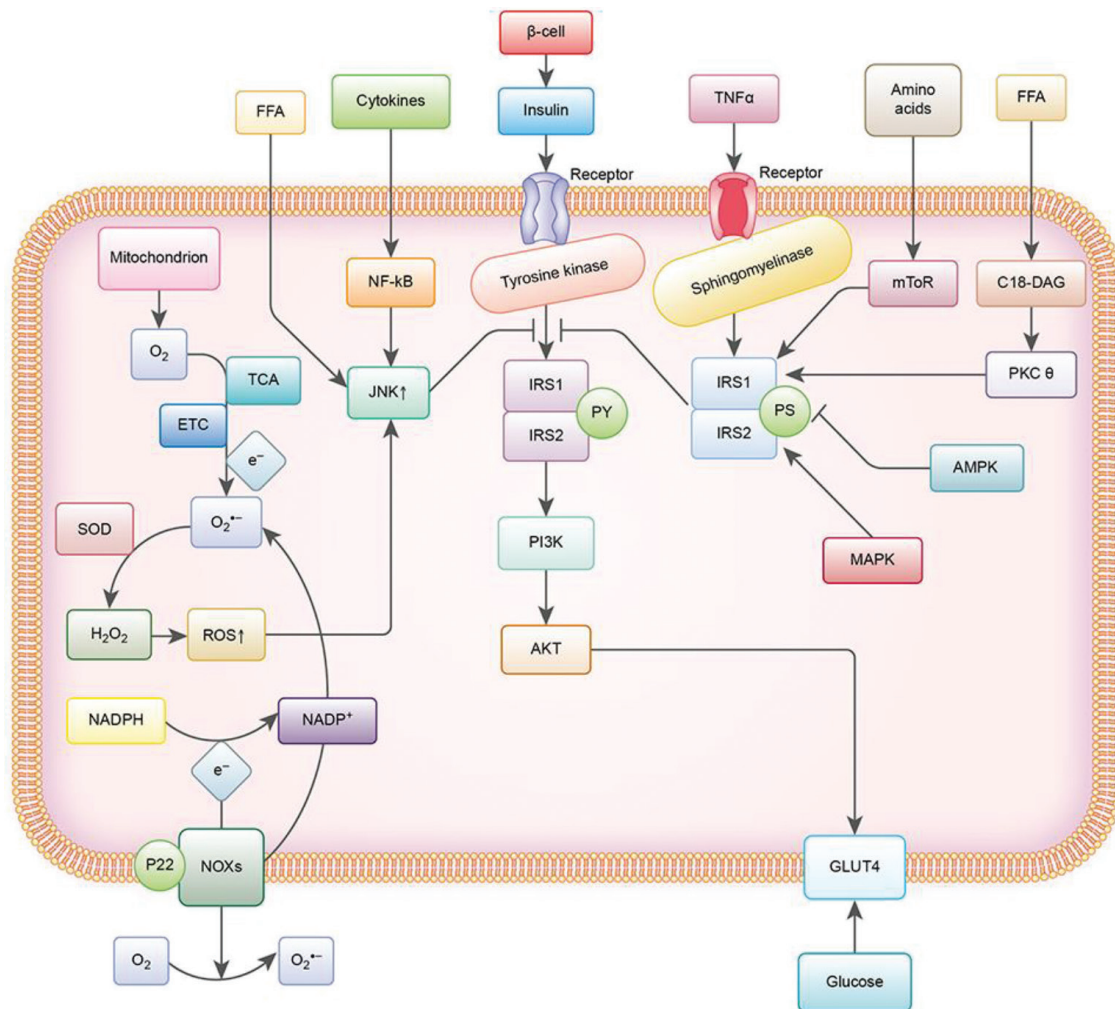 β-cell
FFA
Cytokines
Insulin
TNFα
Amino
acids
FFA
Receptor
Receptor
Mitochondrion
NF-kB
Tyrosine kinase
Sphingomyelinase
mToR
C18-DAG
O₂
TCA
ETC
JNK↑
IRS1
IRS2
PY
IRS1
IRS2
PS
PKC θ
e⁻
AMPK
SOD
O₂•⁻
PI3K
MAPK
H₂O₂
ROS↑
AKT
NADPH
NADP⁺
e⁻
P22
NOXs
GLUT4
O₂
O₂•⁻
Glucose